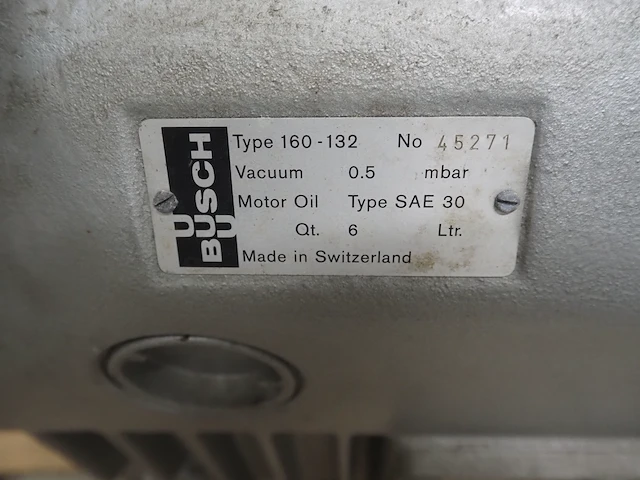 BUSCH
Type 160-132 No 45271
Vacuum 0.5 mbar
Motor Oil Type SAE 30
Qt. 6 Ltr.
Made in Switzerland